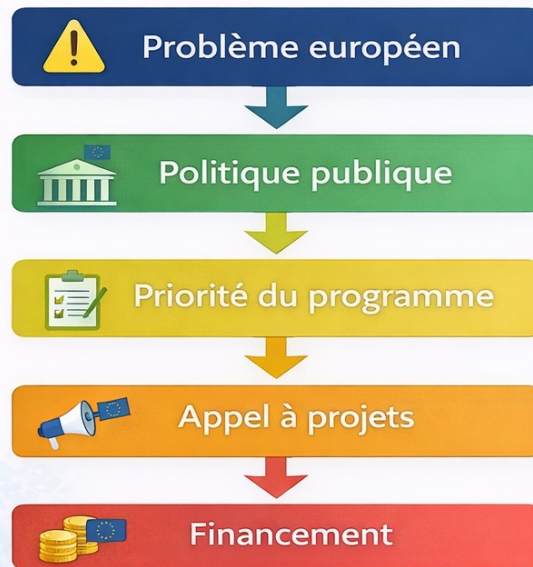 Problème européen
Politique publique
Priorité du programme
Appel à projets
Financement